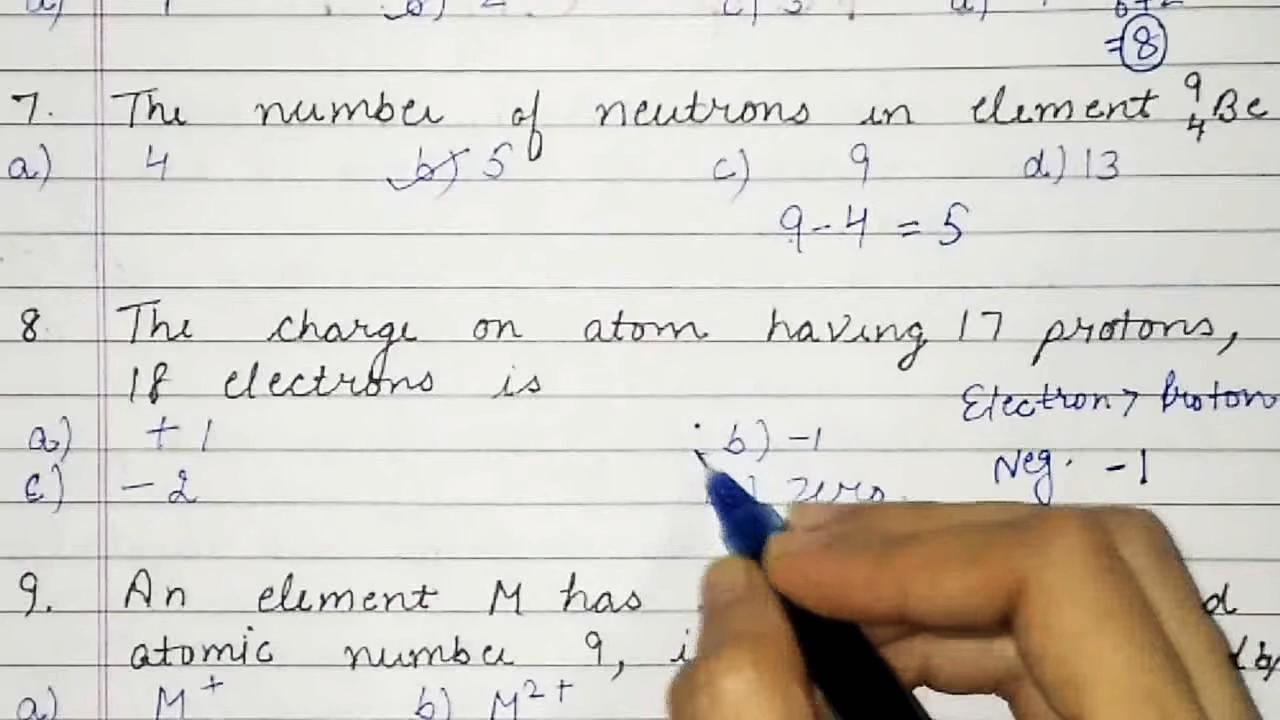 = 8
7. The number of neutrons in element ⁹₄Be
a) 4 b) 5 c) 9 d) 13
9 - 4 = 5
8. The charge on atom having 17 protons,
18 electrons is
Electron > Proton
a) + 1 b) -1
Neg. -1
c) - 2 zero.
9. An element M has
atomic number 9,
a) M⁺ b) M²⁺